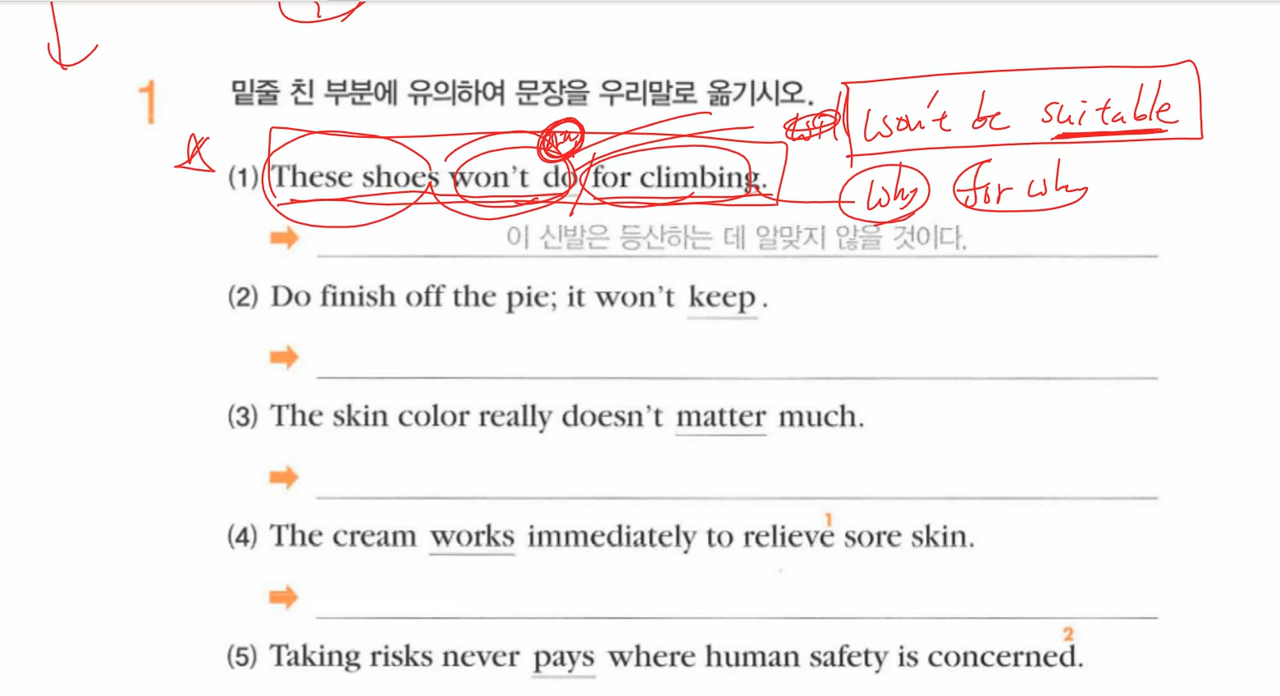 1 밑줄 친 부분에 유의하여 문장을 우리말로 옮기시오.
won't be suitable
(1) These shoes won't do for climbing.
why for why
➡ 이 신발은 등산하는 데 알맞지 않을 것이다.
(2) Do finish off the pie; it won't keep.
➡
(3) The skin color really doesn't matter much.
➡
(4) The cream works immediately to relieve1 sore skin.
➡
(5) Taking risks never pays where human safety is concerned2.